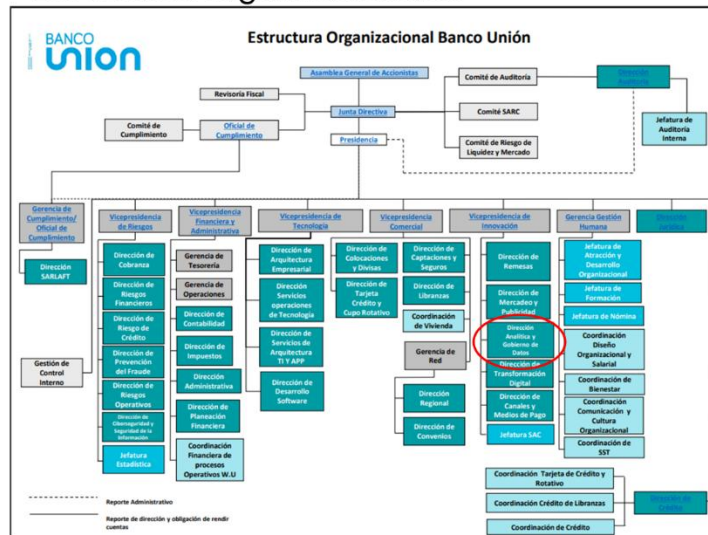 BANCO
union
Estructura Organizacional Banco Unión
Asamblea General de Accionistas
Revisoría Fiscal
Junta Directiva
Presidencia
Comité de
Cumplimiento
Oficial de
Cumplimiento
Comité de Auditoría
Comité SARC
Comité de Riesgo de
Liquidez y Mercado
Dirección
Auditoría
Jefatura de
Auditoría
Interna
Gerencia de
Cumplimiento/
Oficial de
Cumplimiento
Dirección
SARLAFT
Gestión de
Control
Interno
Vicepresidencia
de Riesgos
Dirección de
Cobranza
Dirección de
Riesgos
Financieros
Dirección de
Riesgo de
Crédito
Dirección de
Prevención
del Fraude
Dirección de
Riesgos
Operativos
Dirección de
Ciberseguridad y
Seguridad de la
Información
Jefatura
Estadística
Vicepresidencia
Financiera y
Administrativa
Gerencia de
Tesorería
Gerencia de
Operaciones
Dirección de
Contabilidad
Dirección de
Impuestos
Dirección
Administrativa
Dirección de
Planeación
Financiera
Coordinación
Financiera de
procesos
Operativos W.U
Vicepresidencia de
Tecnología
Dirección de
Arquitectura
Empresarial
Dirección
Servicios
operaciones
de Tecnología
Dirección de
Servicios de
Arquitectura
TI Y APP
Dirección de
Desarrollo
Software
Vicepresidencia
Comercial
Dirección de
Colocaciones
y Divisas
Dirección de
Tarjeta
Crédito y
Cupo Rotativo
Dirección de
Captaciones y
Seguros
Dirección de
Libranzas
Coordinación
de Vivienda
Gerencia de
Red
Dirección
Regional
Dirección de
Convenios
Vicepresidencia de
Innovación
Dirección de
Remesas
Dirección de
Mercadeo y
Publicidad
Dirección
Analítica y
Gobierno de
Datos
Dirección de
Transformación
Digital
Dirección de
Canales y
Medios de Pago
Jefatura SAC
Gerencia Gestión
Humana
Jefatura de
Atracción y
Desarrollo
Organizacional
Jefatura de
Formación
Jefatura de Nómina
Coordinación
Diseño
Organizacional y
Salarial
Coordinación de
Bienestar
Coordinación
Comunicación y
Cultura
Organizacional
Coordinación de
SST
Dirección
Jurídica
Coordinación Tarjeta de Crédito y
Rotativo
Coordinación Crédito de Libranzas
Coordinación de Crédito
Dirección de
Crédito
Reporte Administrativo
Reporte de dirección y obligación de rendir
cuentas